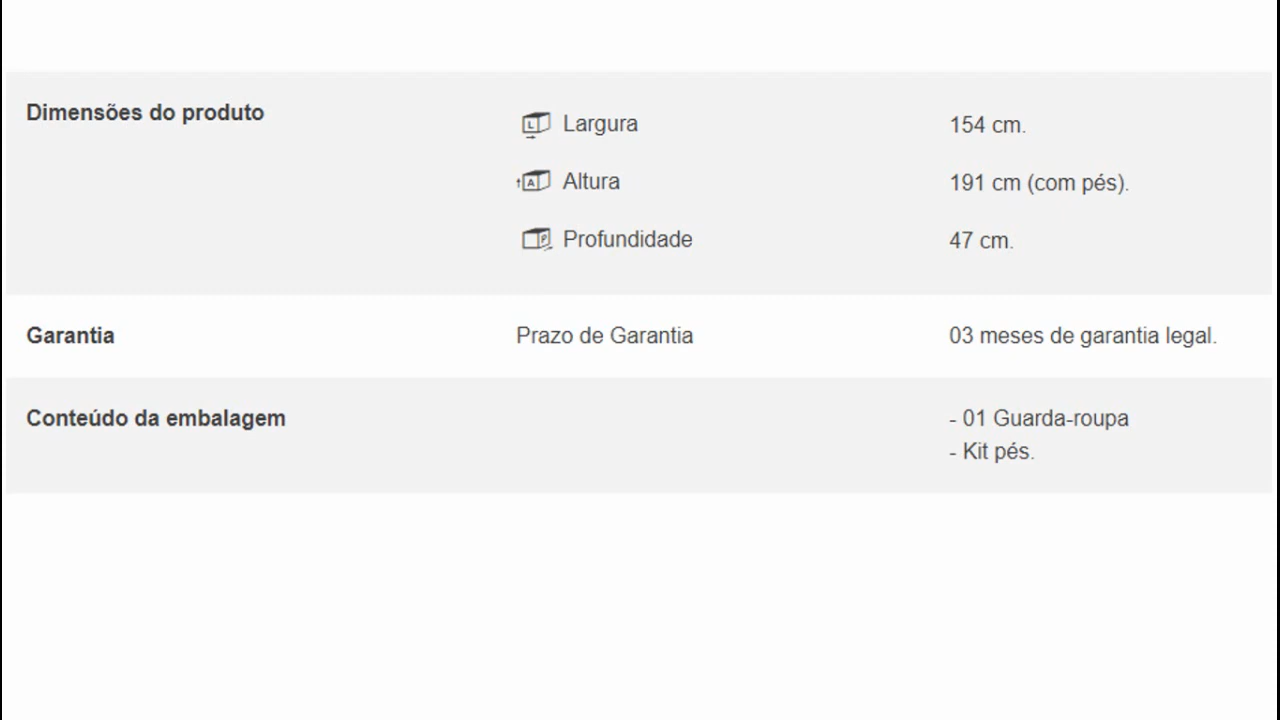 Dimensões do produto
L Largura 154 cm.
A Altura 191 cm (com pés).
P Profundidade 47 cm.
Garantia Prazo de Garantia 03 meses de garantia legal.
Conteúdo da embalagem - 01 Guarda-roupa
- Kit pés.